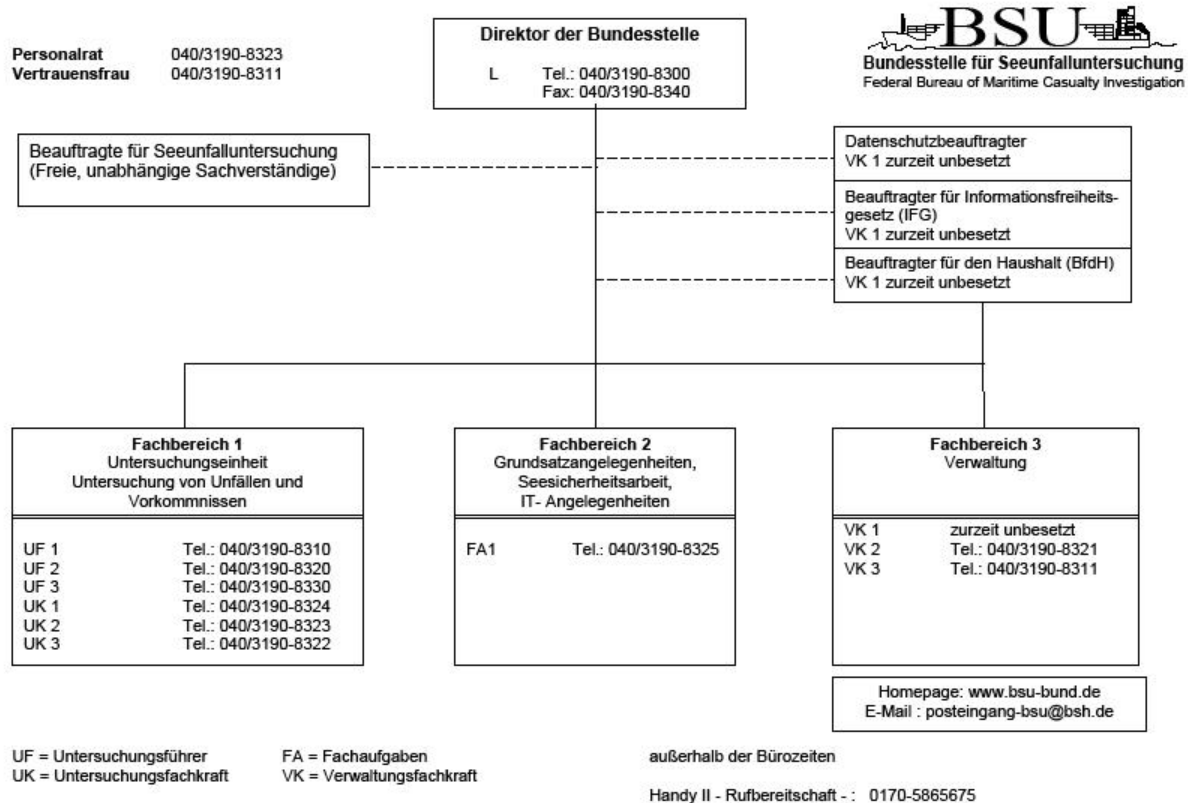 Personalrat 040/3190-8323
Vertrauensfrau 040/3190-8311
Direktor der Bundesstelle
L Tel.: 040/3190-8300
Fax: 040/3190-8340
BSU
Bundesstelle für Seeunfalluntersuchung
Federal Bureau of Maritime Casualty Investigation
Beauftragte für Seeunfalluntersuchung
(Freie, unabhängige Sachverständige)
Datenschutzbeauftragter
VK 1 zurzeit unbesetzt
Beauftragter für Informationsfreiheits-
gesetz (IFG)
VK 1 zurzeit unbesetzt
Beauftragter für den Haushalt (BfdH)
VK 1 zurzeit unbesetzt
Fachbereich 1
Untersuchungseinheit
Untersuchung von Unfällen und
Vorkommnissen
UF 1 Tel.: 040/3190-8310
UF 2 Tel.: 040/3190-8320
UF 3 Tel.: 040/3190-8330
UK 1 Tel.: 040/3190-8324
UK 2 Tel.: 040/3190-8323
UK 3 Tel.: 040/3190-8322
Fachbereich 2
Grundsatzangelegenheiten,
Seesicherheitsarbeit,
IT- Angelegenheiten
FA1 Tel.: 040/3190-8325
Fachbereich 3
Verwaltung
VK 1 zurzeit unbesetzt
VK 2 Tel.: 040/3190-8321
VK 3 Tel.: 040/3190-8311
Homepage: www.bsu-bund.de
E-Mail : posteingang-bsu@bsh.de
UF = Untersuchungsführer FA = Fachaufgaben
UK = Untersuchungsfachkraft VK = Verwaltungsfachkraft
außerhalb der Bürozeiten
Handy II - Rufbereitschaft - : 0170-5865675